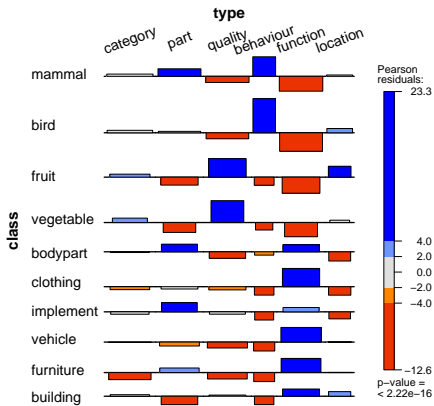 type
category part quality behaviour function location
Pearson
residuals:
mammal
23.3
bird
fruit
vegetable
class
4.0
bodypart
2.0
0.0
clothing
−2.0
−4.0
implement
vehicle
furniture
−12.6
p−value =
building
< 2.22e−16